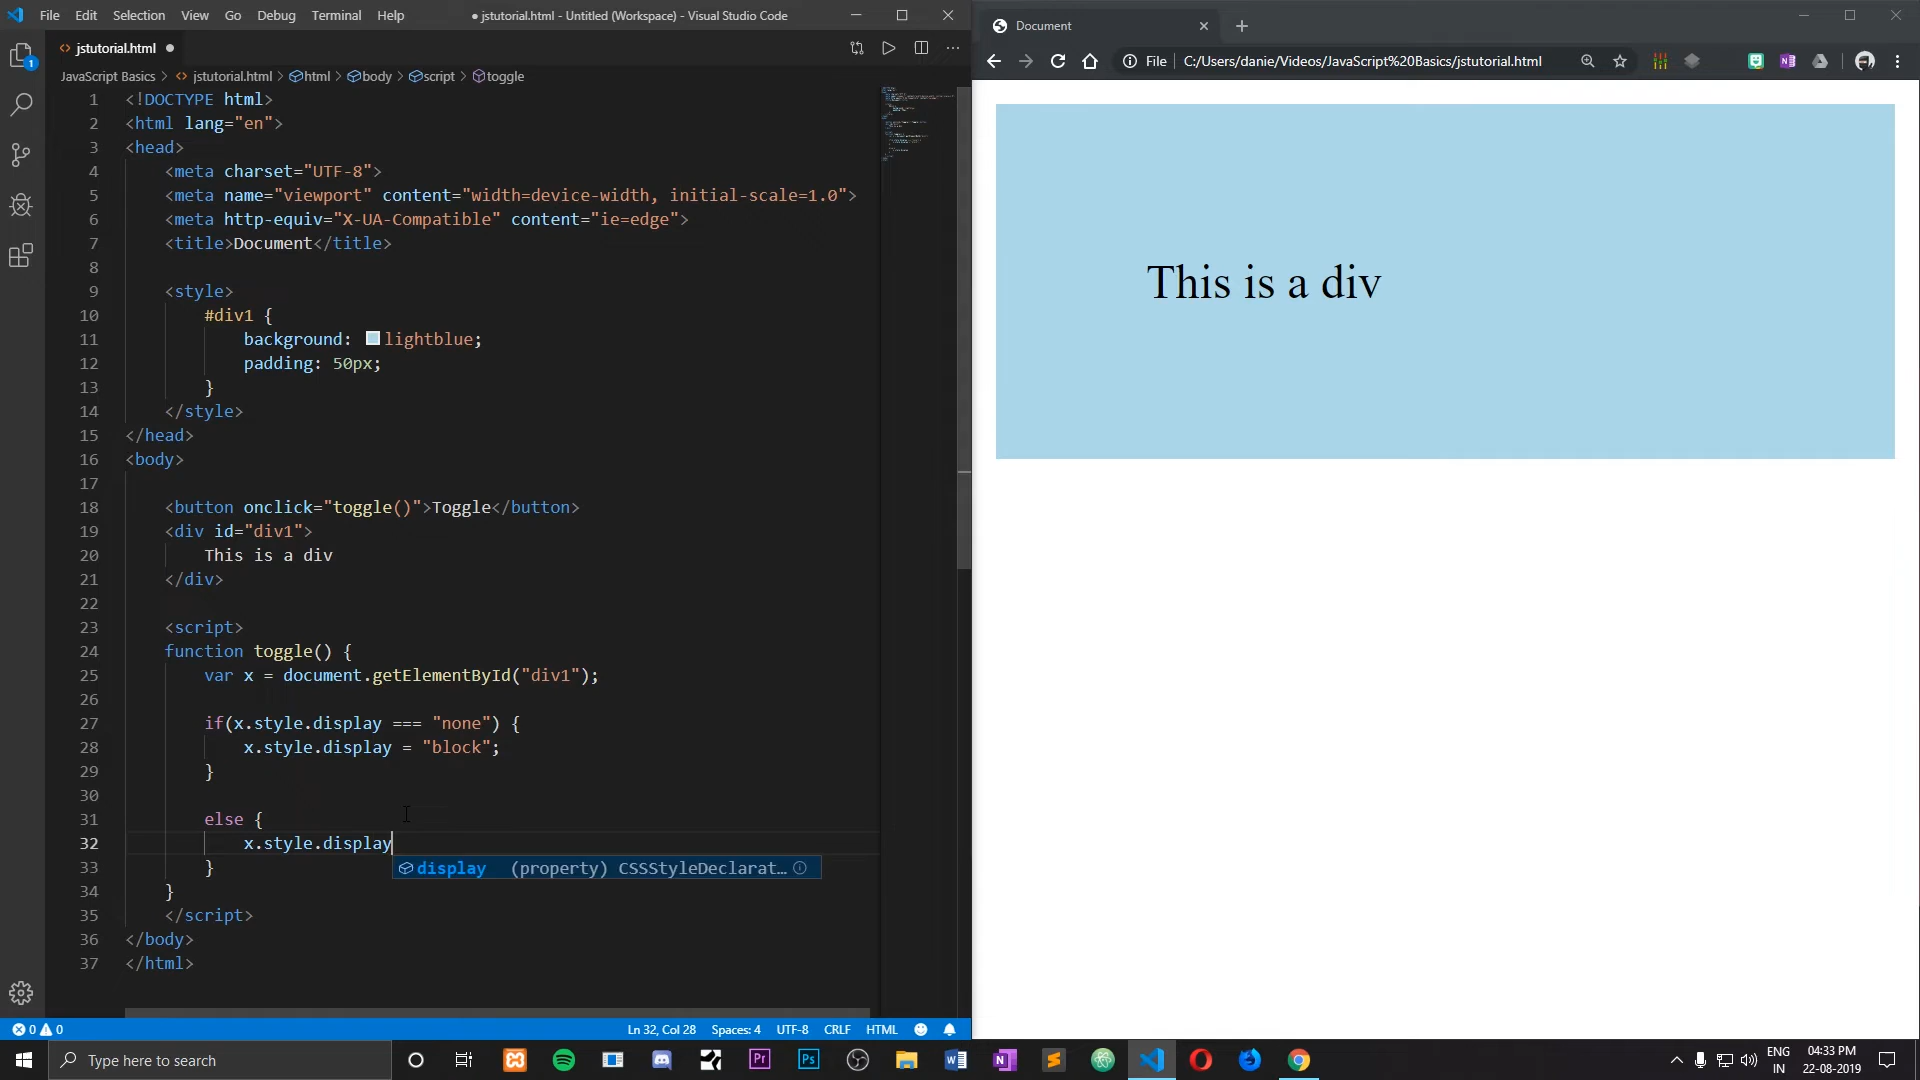 File Edit Selection View Go Debug Terminal Help
● jstutorial.html - Untitled (Workspace) - Visual Studio Code
Document
jstutorial.html ●
File C:/Users/danie/Videos/JavaScript%20Basics/jstutorial.html
JavaScript Basics > jstutorial.html > html > body > script > toggle
1 <!DOCTYPE html>
2 <html lang="en">
3 <head>
4 <meta charset="UTF-8">
5 <meta name="viewport" content="width=device-width, initial-scale=1.0">
6 <meta http-equiv="X-UA-Compatible" content="ie=edge">
7 <title>Document</title>
8
9 <style>
10 #div1 {
11 background: lightblue;
12 padding: 50px;
13 }
14 </style>
15 </head>
16 <body>
17
18 <button onclick="toggle()">Toggle</button>
19 <div id="div1">
20 This is a div
21 </div>
22
23 <script>
24 function toggle() {
25 var x = document.getElementById("div1");
26
27 if(x.style.display === "none") {
28 x.style.display = "block";
29 }
30
31 else {
32 x.style.display
display (property) CSSStyleDeclarat…
33 }
34 }
35 </script>
36 </body>
37 </html>
This is a div
1
0 0
Ln 32, Col 28 Spaces: 4 UTF-8 CRLF HTML
Type here to search
Pr
Ps
ENG
IN
04:33 PM
22-08-2019